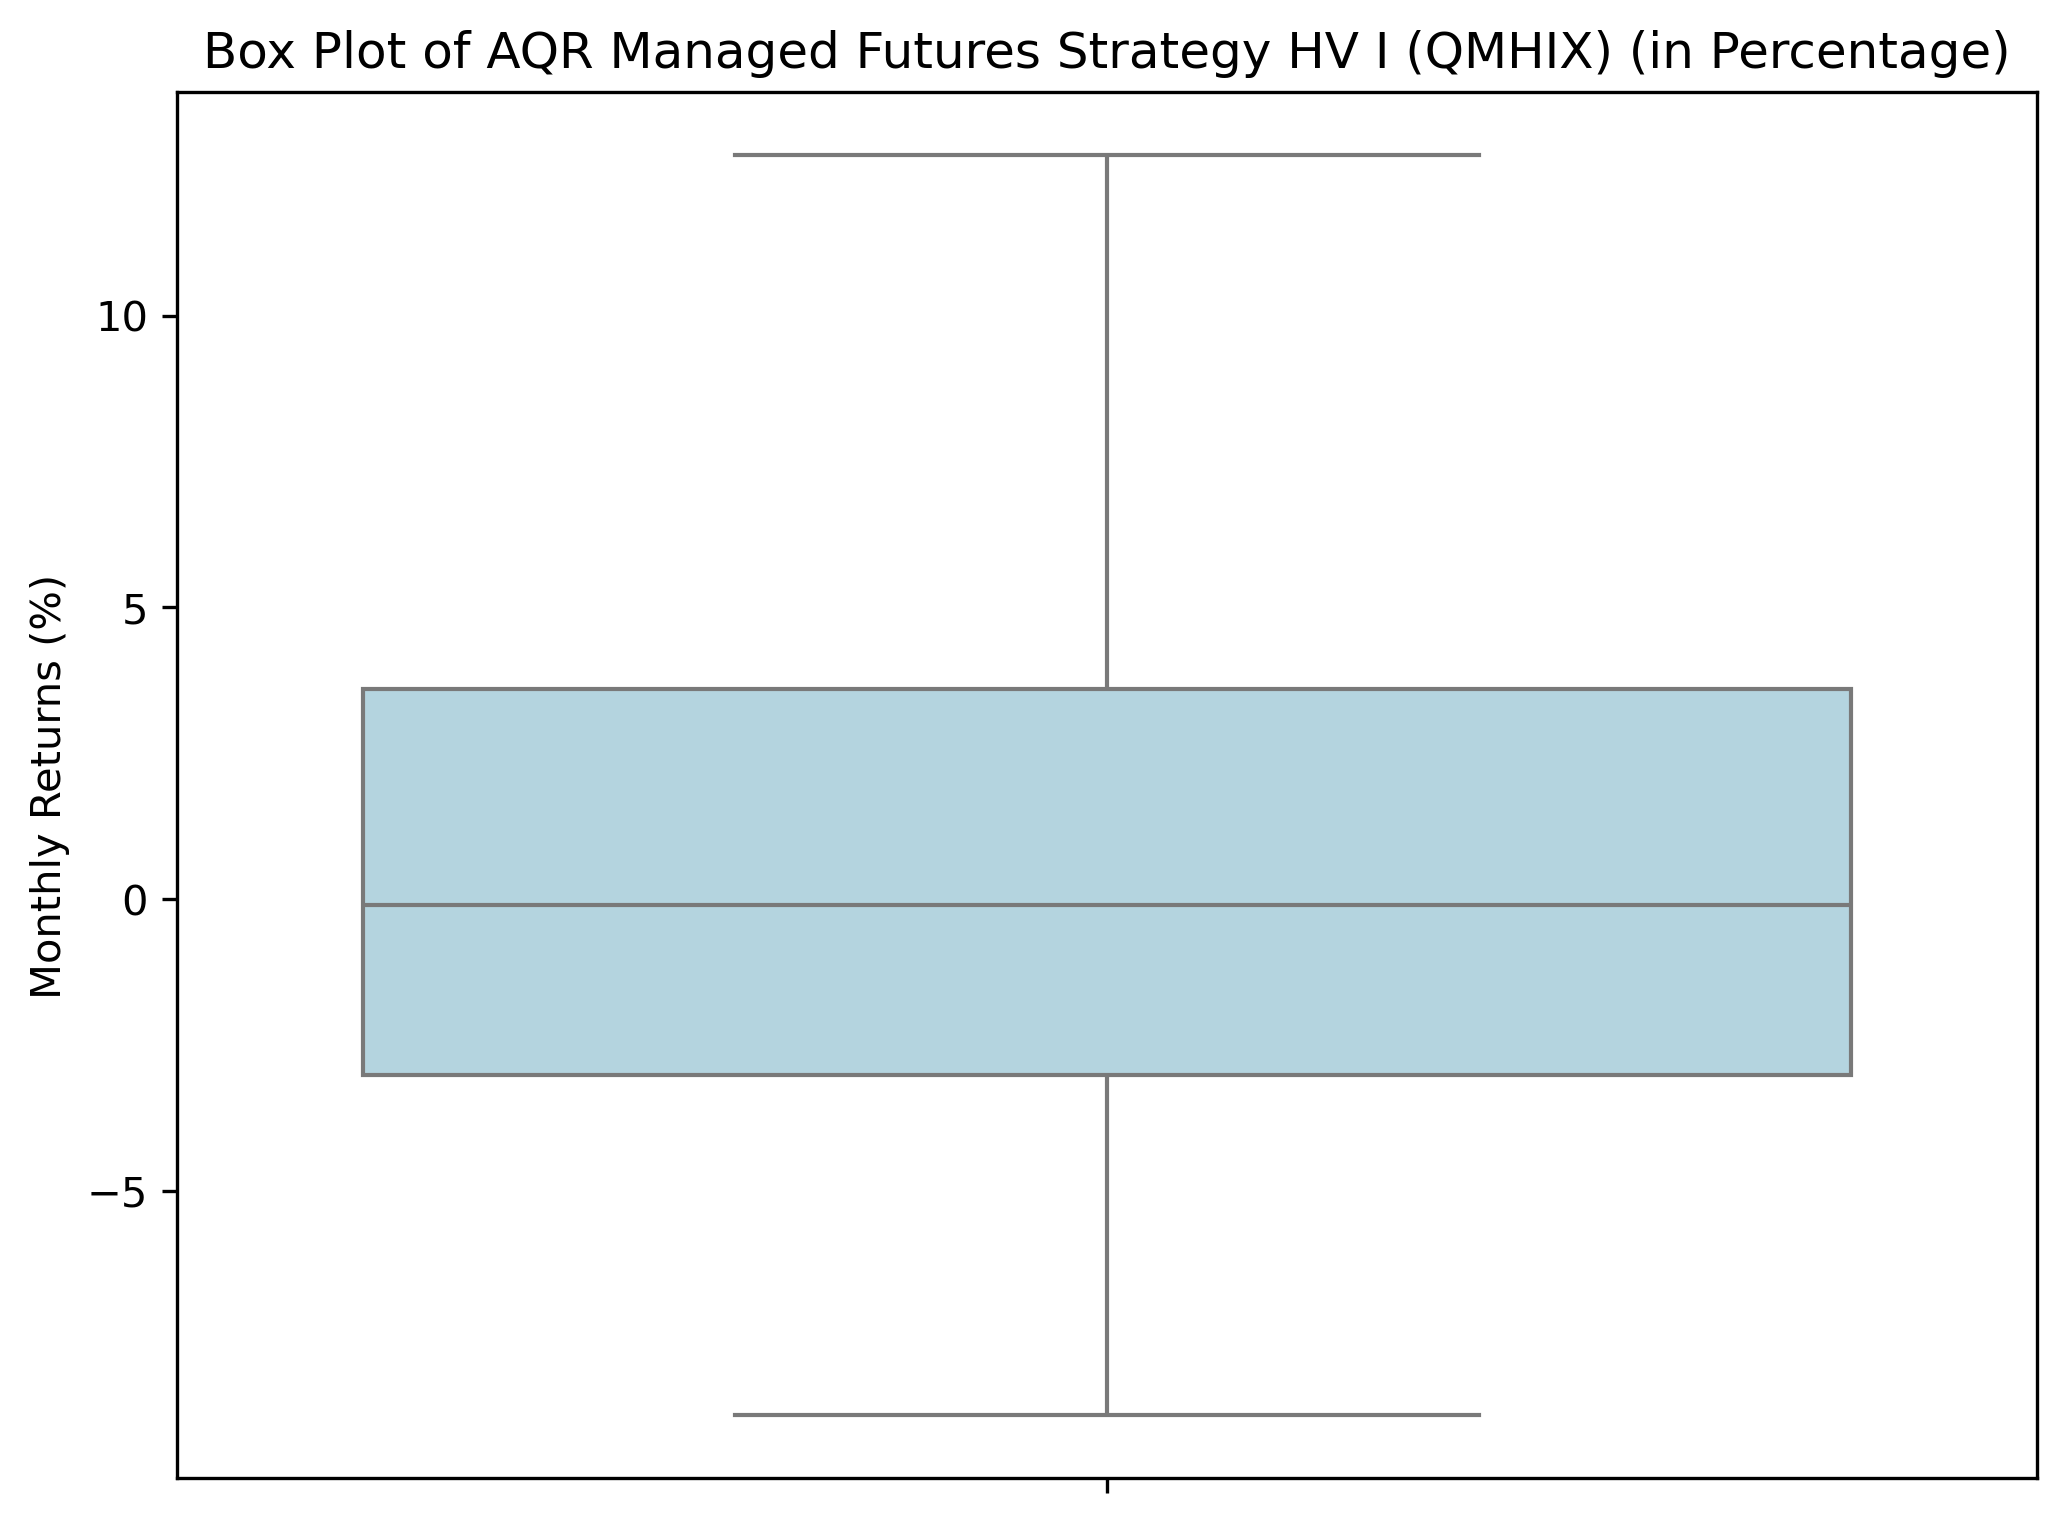 Box Plot of AQR Managed Futures Strategy HV I (QMHIX) (in Percentage)
Monthly Returns (%)
10
5
0
−5